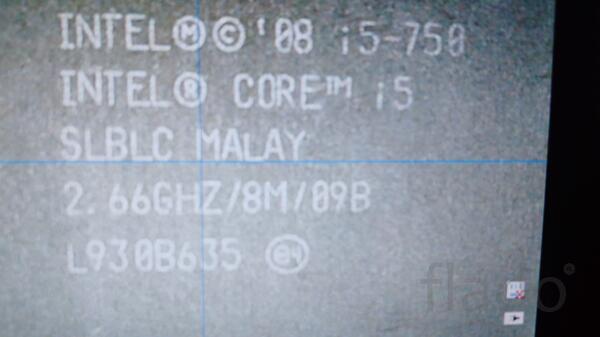 INTEL Ⓜ © '08 i5-750
INTEL® CORE™ i5
SLBLC MALAY
2.66GHZ/8M/09B
L930B635 e4